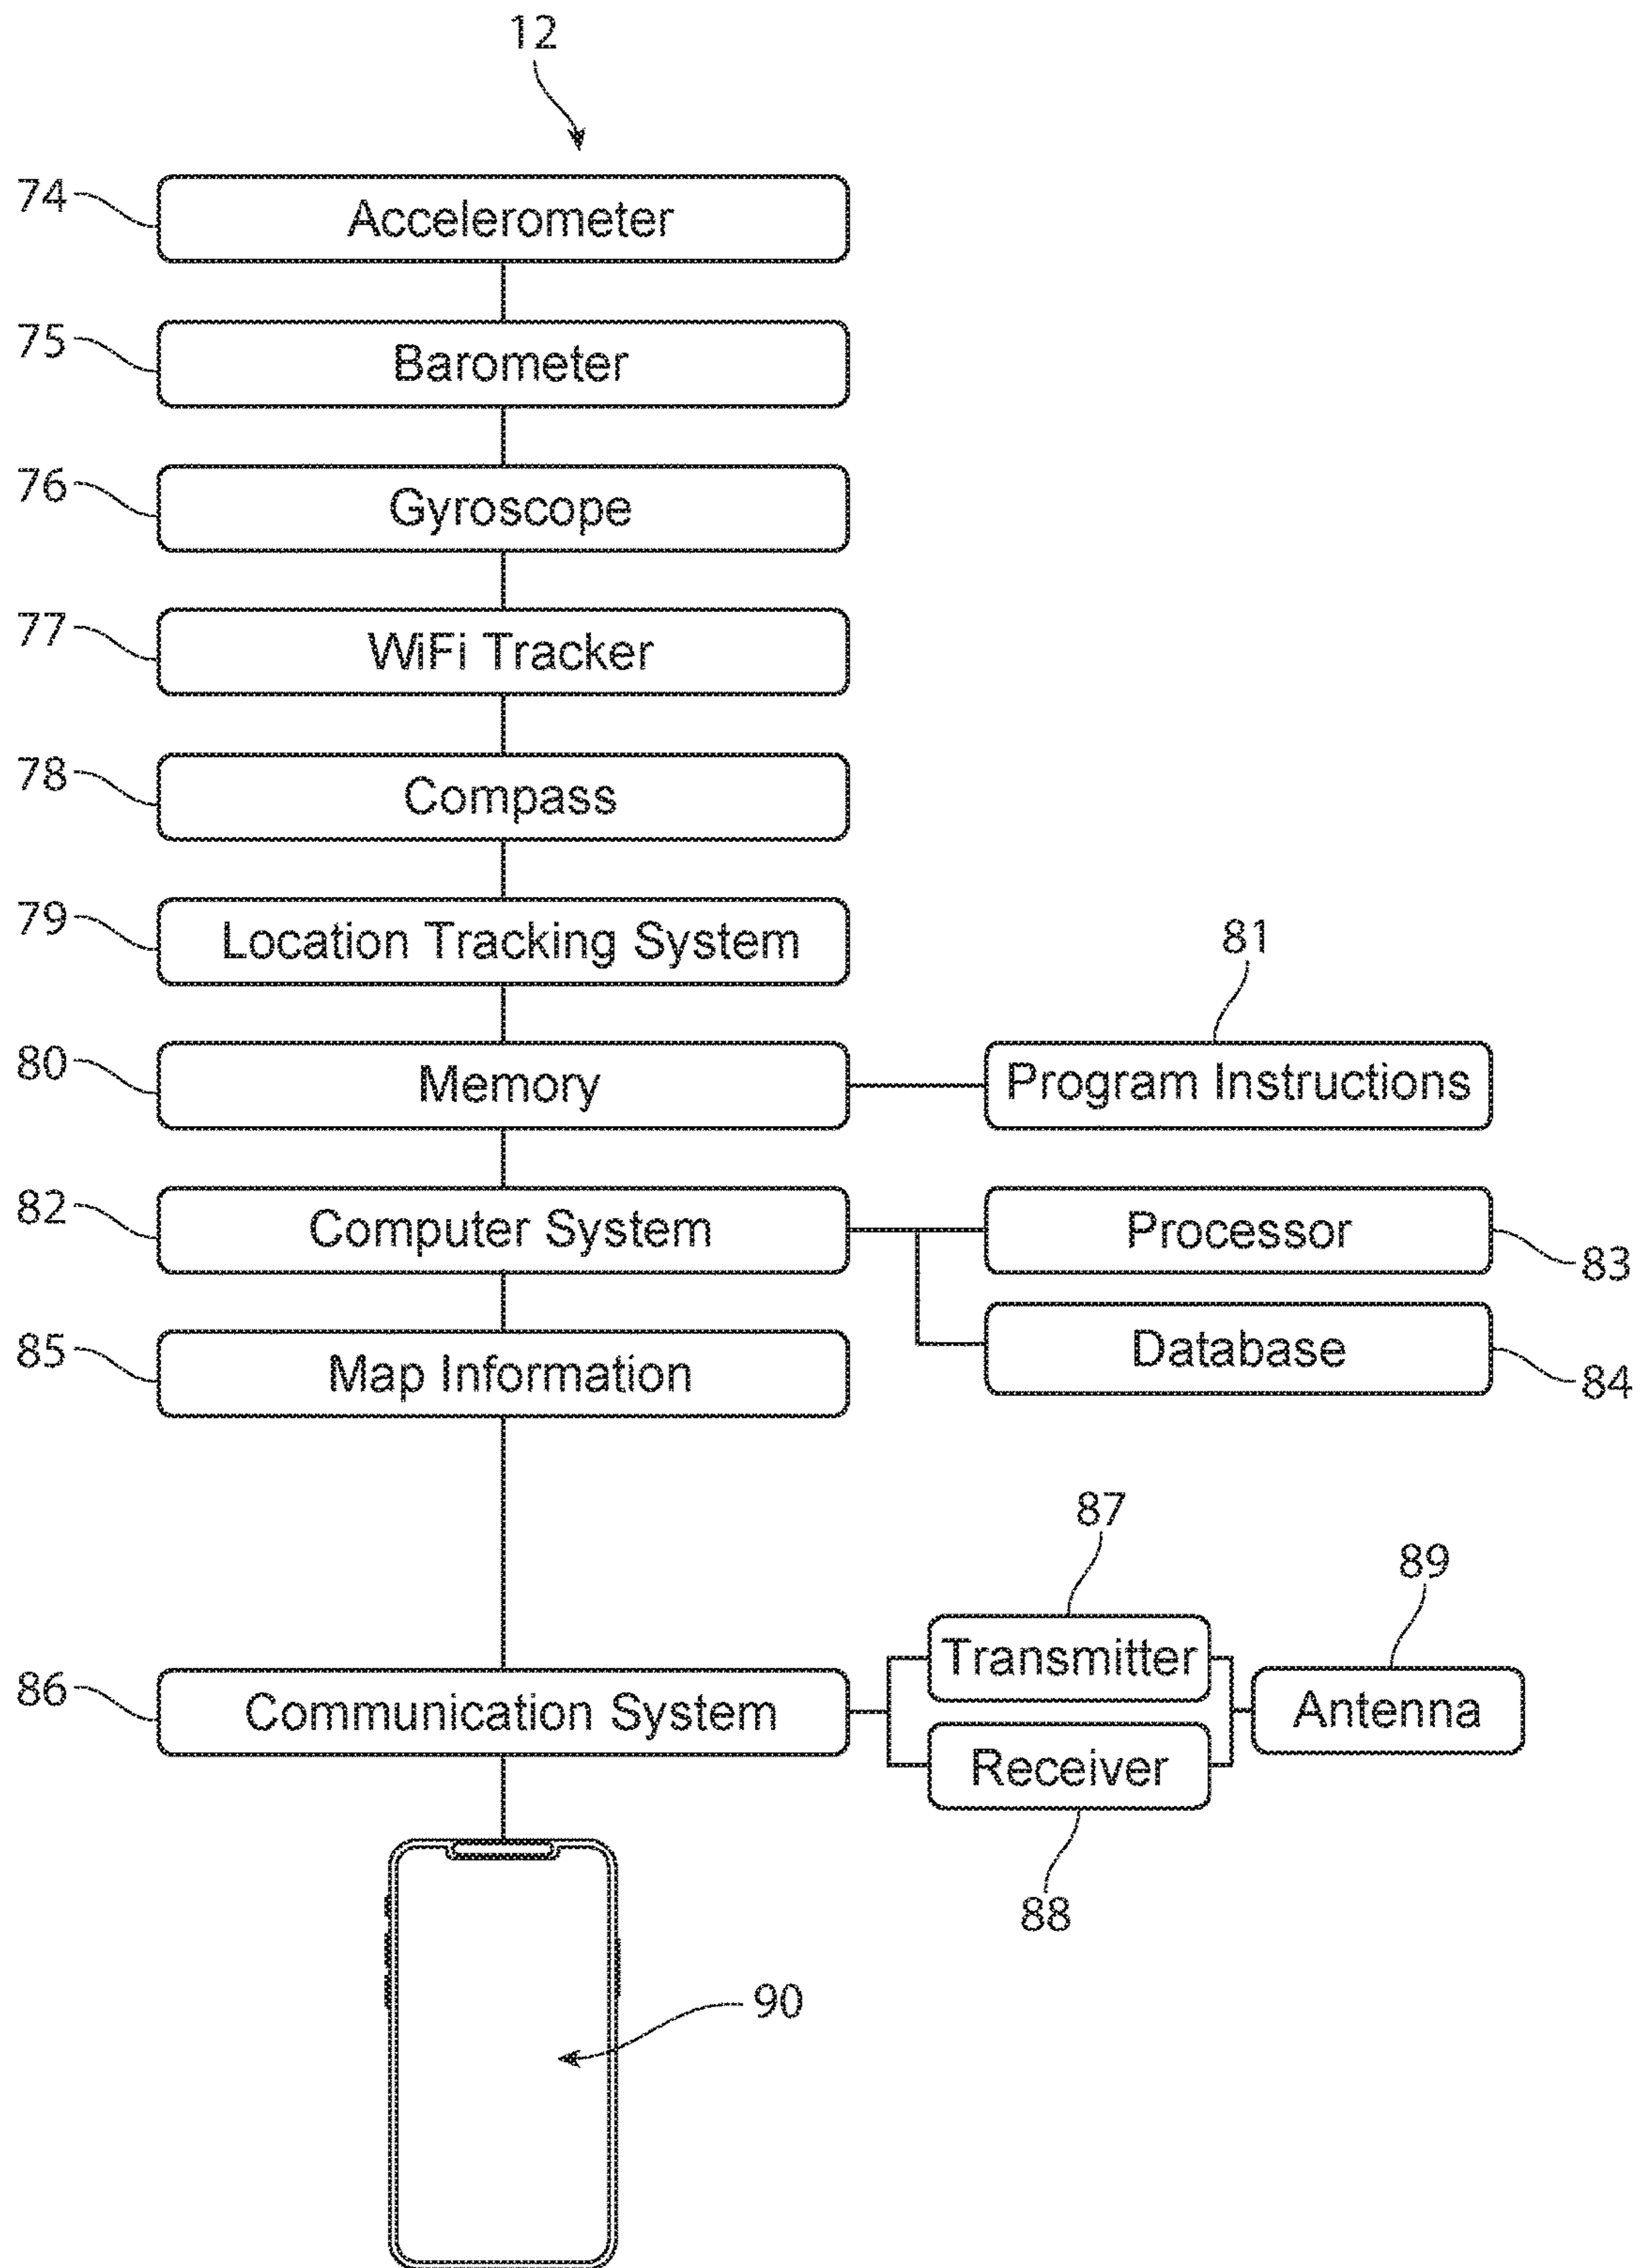 12
74
Accelerometer
75
Barometer
76
Gyroscope
77
WiFi Tracker
78
Compass
79
Location Tracking System
81
80
Memory
Program Instructions
82
Computer System
Processor
83
85
Map Information
Database
84
87
89
Transmitter
86
Communication System
Antenna
Receiver
88
90